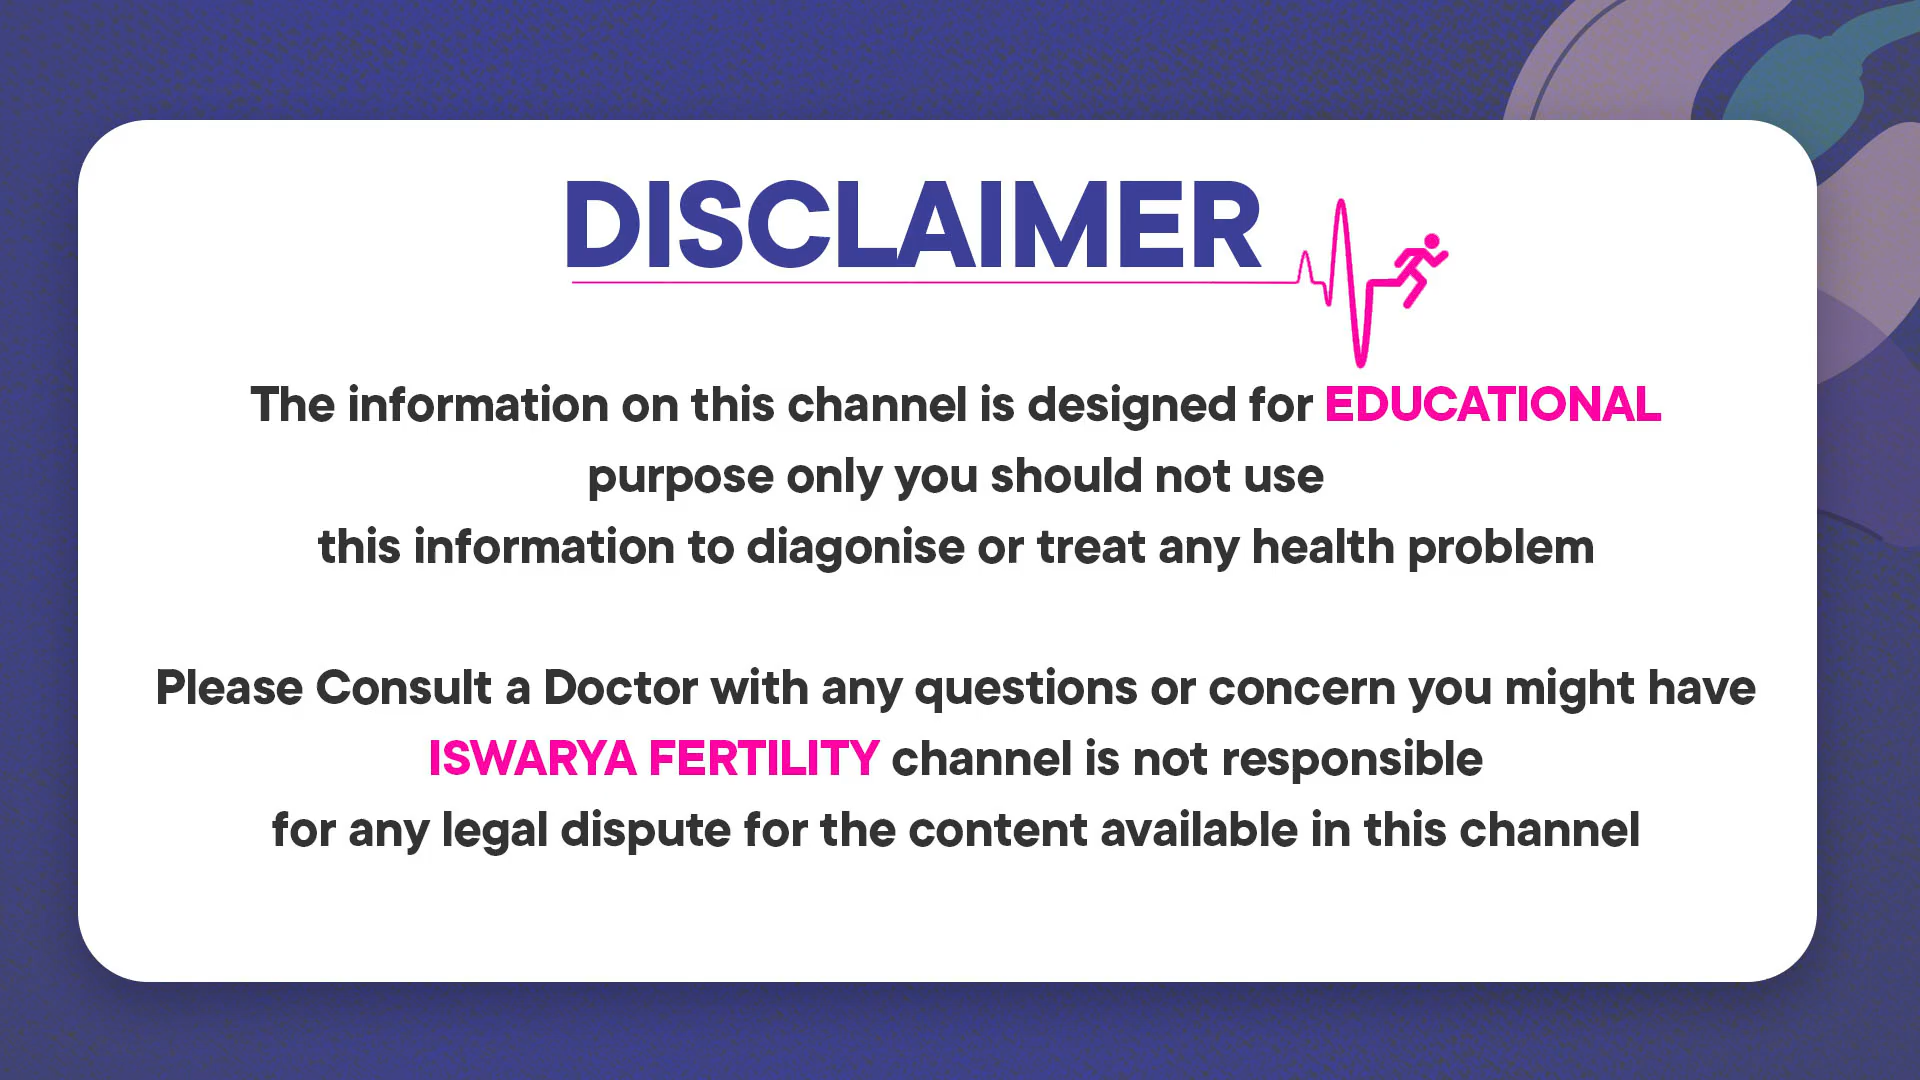 DISCLAIMER
The information on this channel is designed for EDUCATIONAL
purpose only you should not use
this information to diagonise or treat any health problem
Please Consult a Doctor with any questions or concern you might have
ISWARYA FERTILITY channel is not responsible
for any legal dispute for the content available in this channel